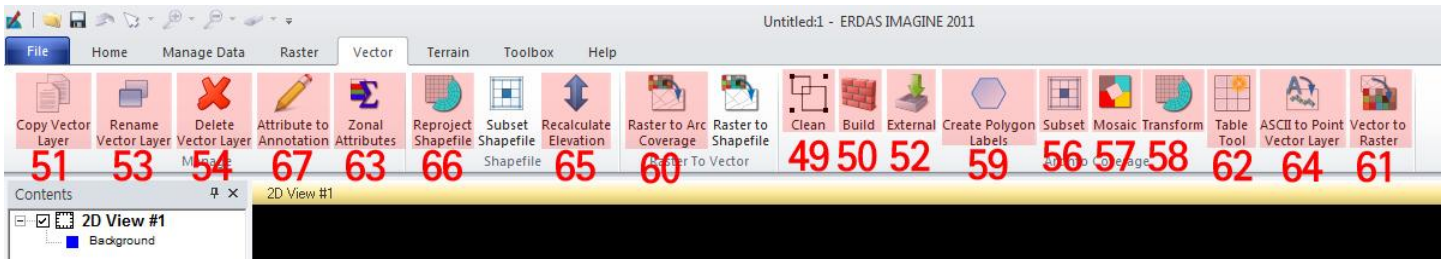 Untitled:1 - ERDAS IMAGINE 2011
File Home Manage Data Raster Vector Terrain Toolbox Help
Copy Vector Layer Rename Vector Layer Delete Vector Layer Attribute to Annotation Zonal Attributes Reproject Shapefile Subset Shapefile Recalculate Elevation Raster to Arc Coverage Raster to Shapefile Clean Build External Create Polygon Labels Subset Mosaic Transform Table Tool ASCII to Point Vector Layer Vector to Raster
51 53 54 67 63 66 65 60 49 50 52 59 56 57 58 62 64 61
Manage Shapefile Raster To Vector
Contents 2D View #1
2D View #1
Background